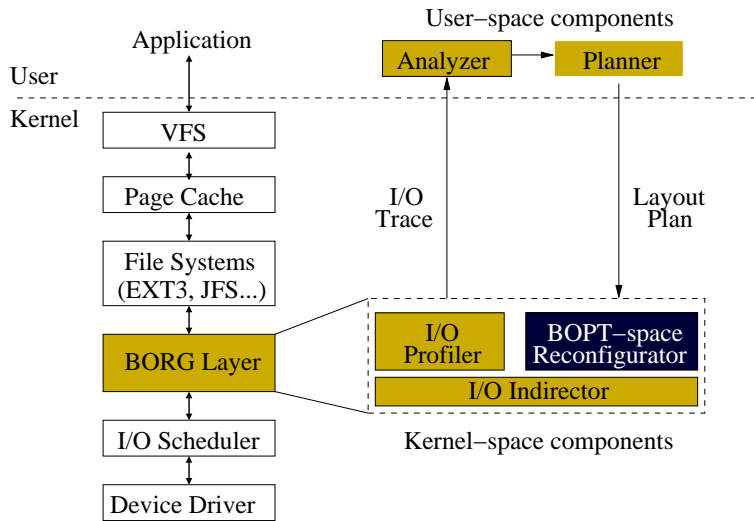 User−space components
Application
Analyzer
Planner
User
Kernel
VFS
Page Cache
I/O
Trace
Layout
Plan
File Systems
(EXT3, JFS...)
BORG Layer
I/O
Profiler
BOPT−space
Reconfigurator
I/O Indirector
I/O Scheduler
Kernel−space components
Device Driver